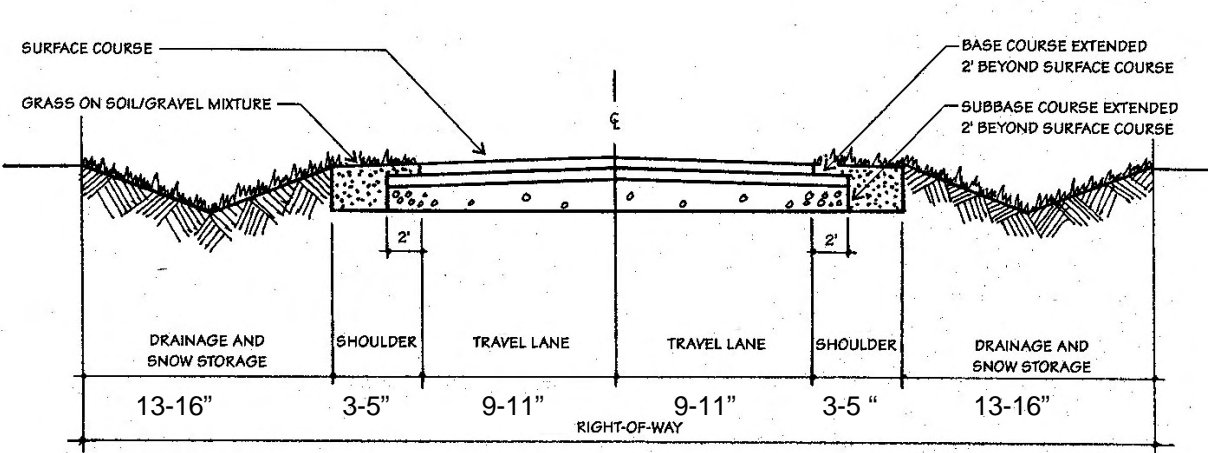 SURFACE COURSE
BASE COURSE EXTENDED
2' BEYOND SURFACE COURSE
GRASS ON SOIL/GRAVEL MIXTURE
SUBBASE COURSE EXTENDED
2' BEYOND SURFACE COURSE
℄
2'
2'
DRAINAGE AND
SNOW STORAGE
SHOULDER
TRAVEL LANE
TRAVEL LANE
SHOULDER
DRAINAGE AND
SNOW STORAGE
13-16”
3-5”
9-11”
9-11”
3-5 “
13-16”
RIGHT-OF-WAY